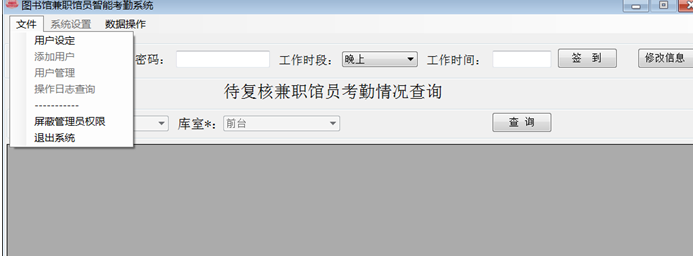 图书馆兼职馆员智能考勤系统
文件 系统设置 数据操作
用户设定
添加用户
用户管理
操作日志查询
-----------
屏蔽管理员权限
退出系统
密码： 工作时段： 晚上 工作时间： 签 到 修改信息
待复核兼职馆员考勤情况查询
库室*： 前台 查 询